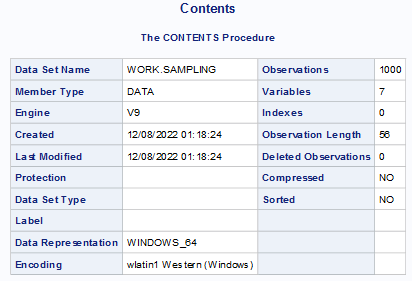 Contents
The CONTENTS Procedure
Data Set Name WORK.SAMPLING Observations 1000
Member Type DATA Variables 7
Engine V9 Indexes 0
Created 12/08/2022 01:18:24 Observation Length 56
Last Modified 12/08/2022 01:18:24 Deleted Observations 0
Protection Compressed NO
Data Set Type Sorted NO
Label
Data Representation WINDOWS_64
Encoding wlatin1 Western (Windows)